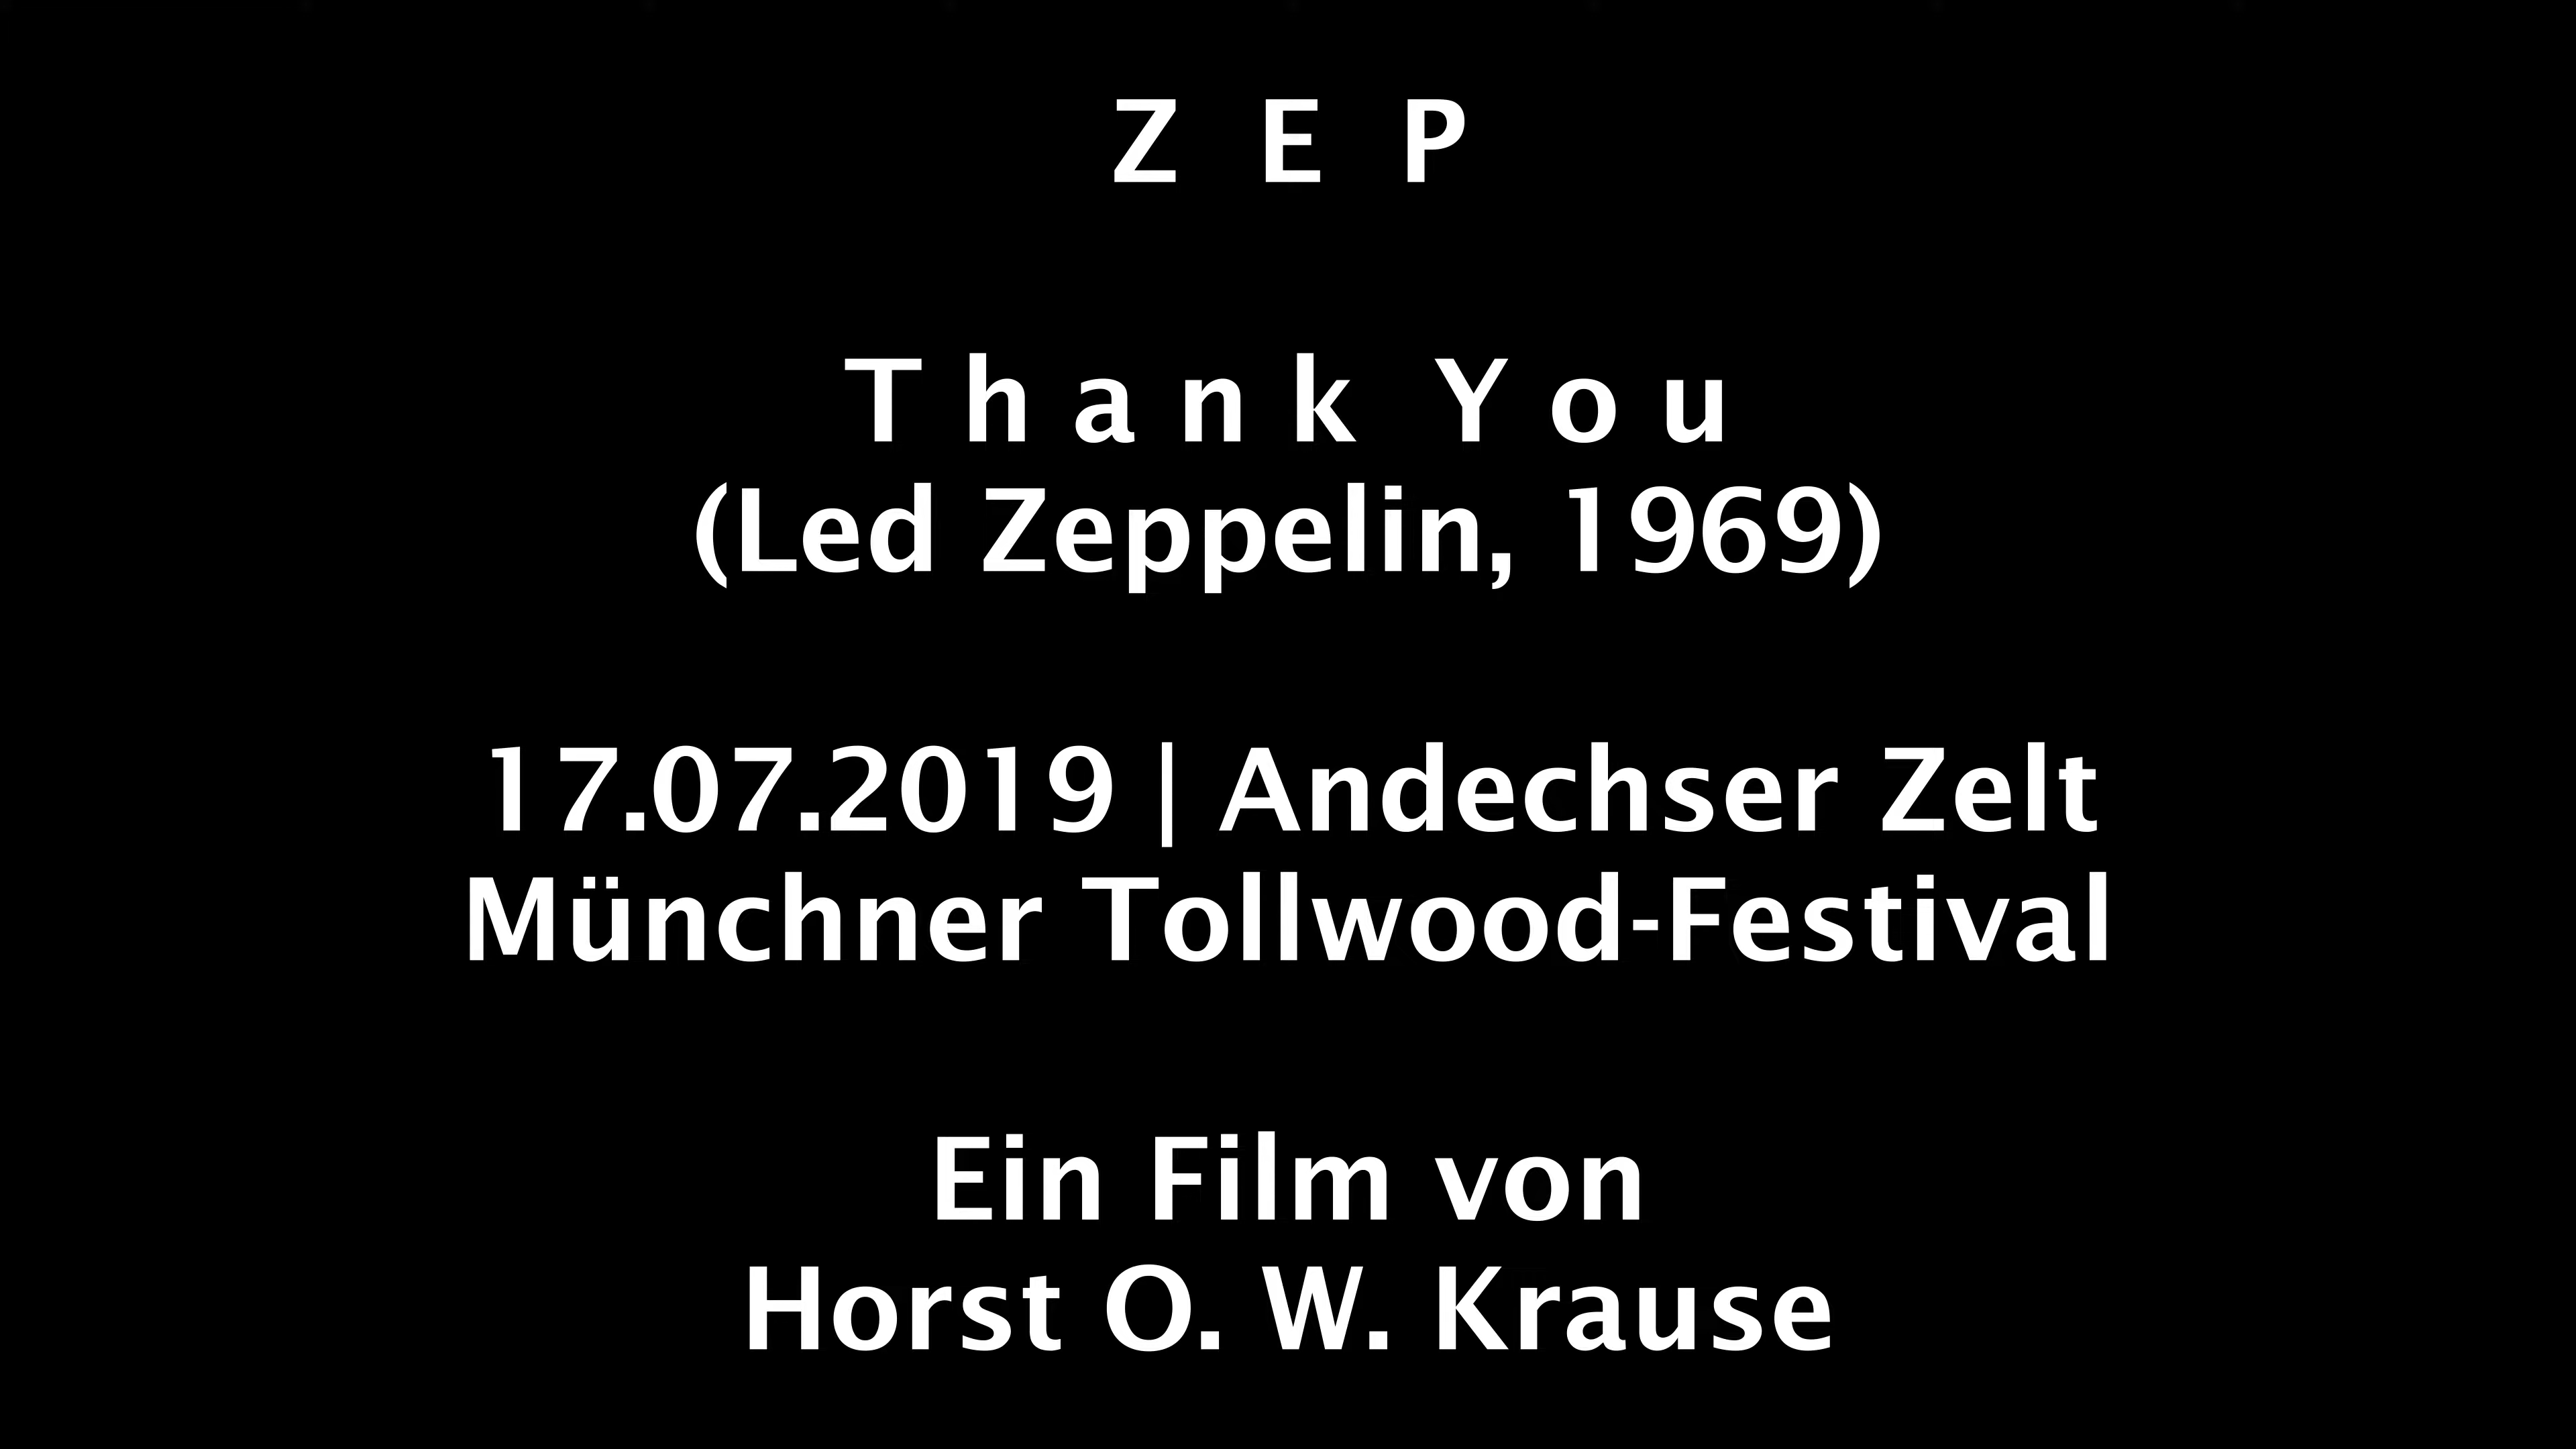 Z E P
T h a n k  Y o u
(Led Zeppelin, 1969)
17.07.2019 | Andechser Zelt
Münchner Tollwood-Festival
Ein Film von
Horst O. W. Krause